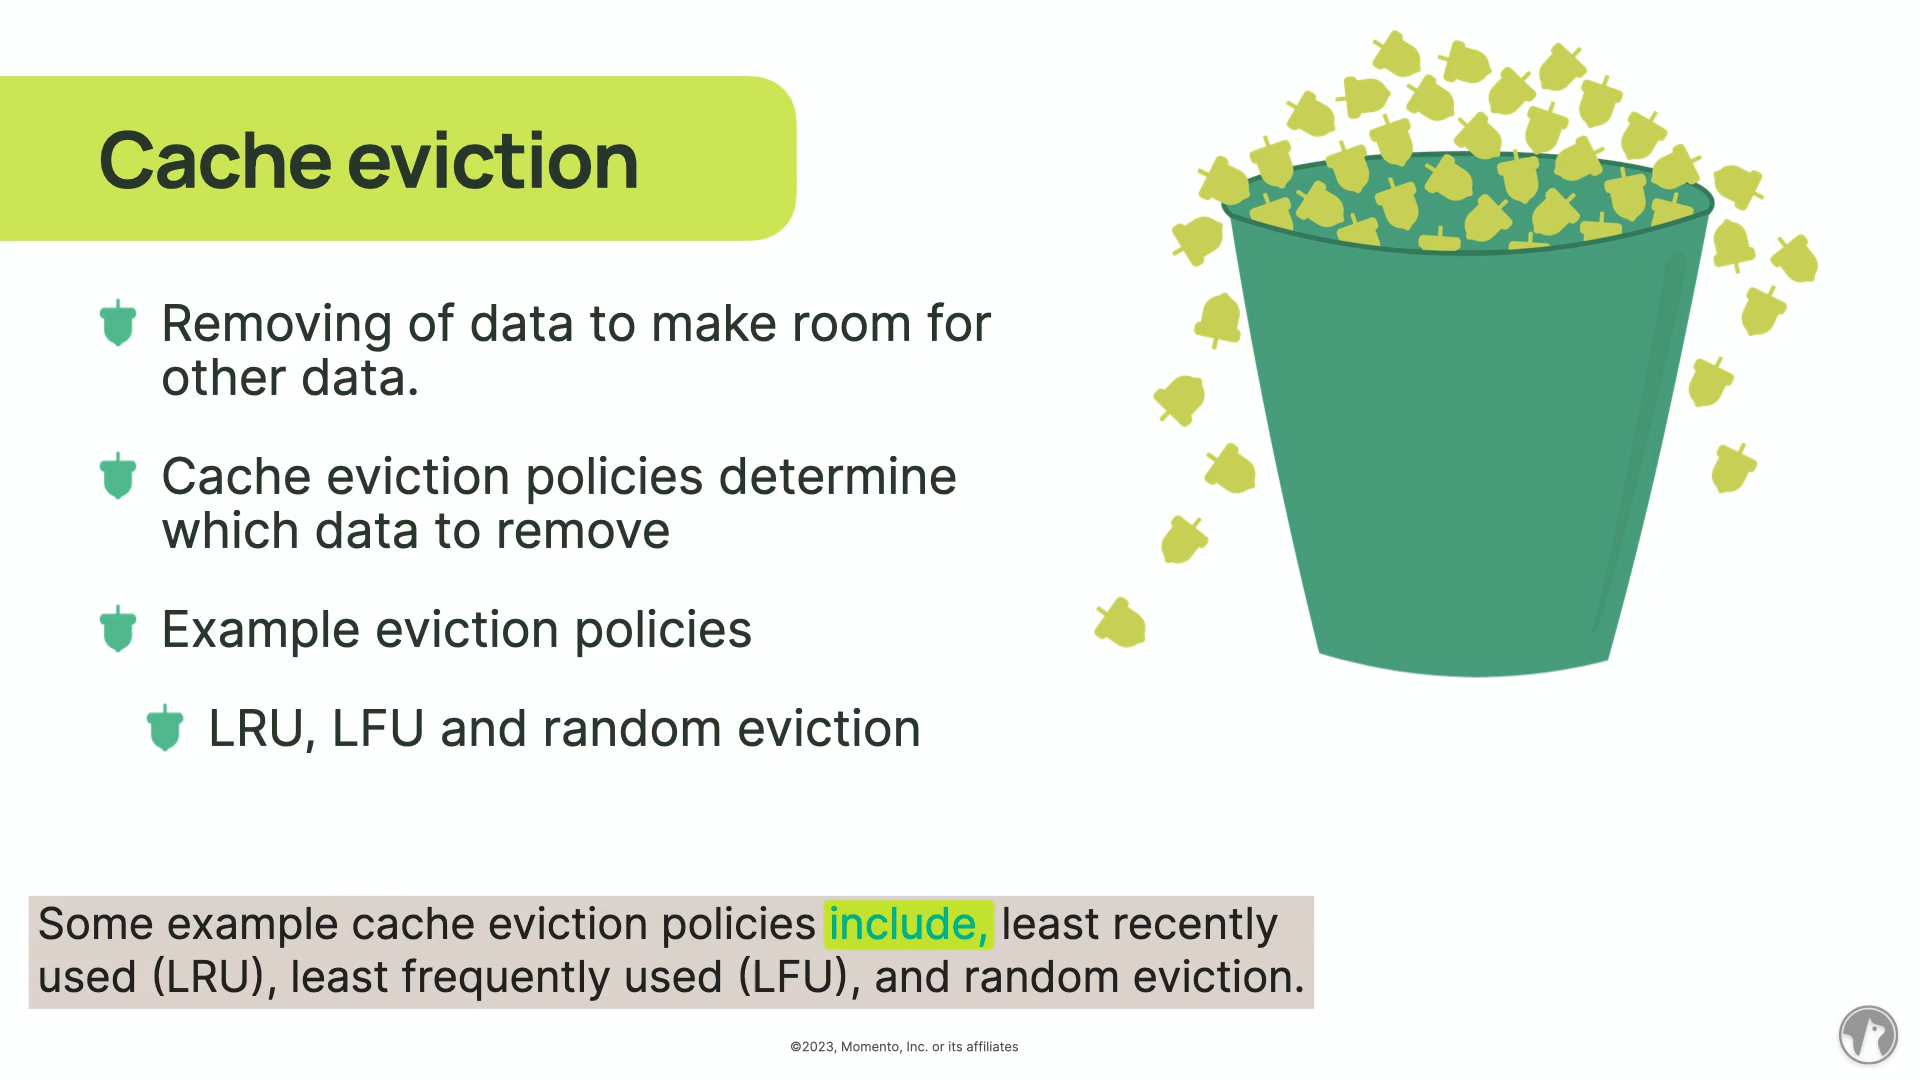 Cache eviction
Removing of data to make room for
other data.
Cache eviction policies determine
which data to remove
Example eviction policies
LRU, LFU and random eviction
Some example cache eviction policies include, least recently
used (LRU), least frequently used (LFU), and random eviction.
©2023, Momento, Inc. or its affiliates